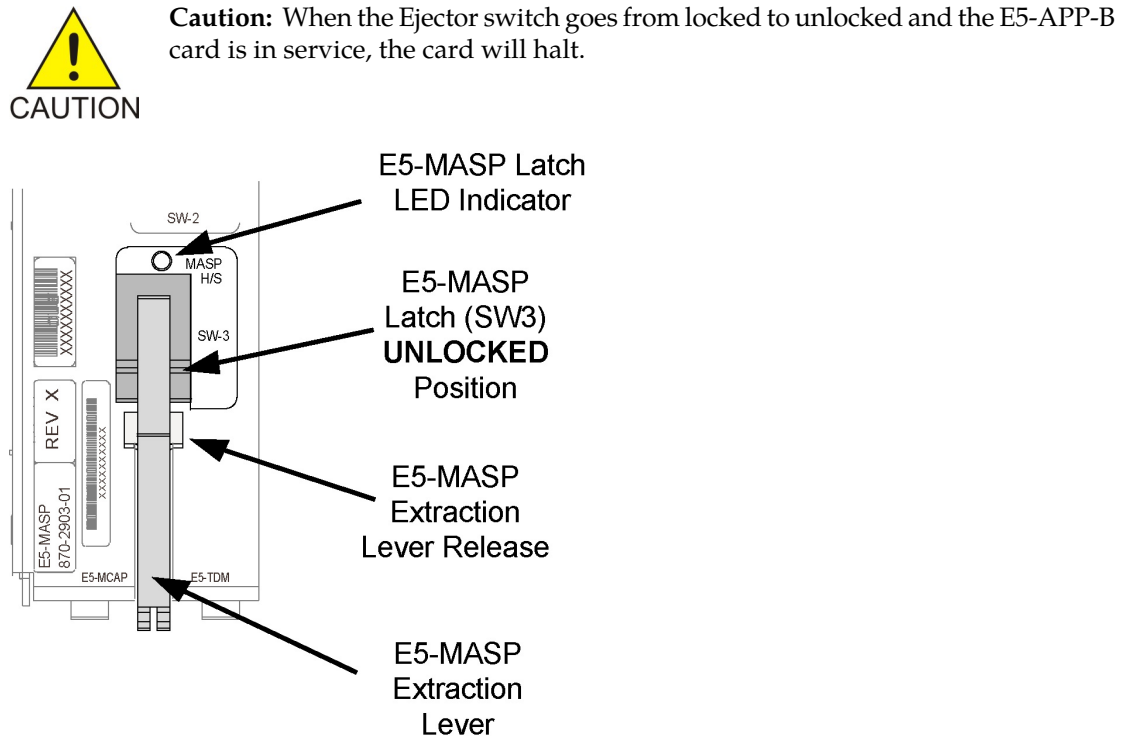 Caution: When the Ejector switch goes from locked to unlocked and the E5-APP-B
card is in service, the card will halt.
CAUTION
E5-MASP Latch
LED Indicator
SW-2
MASP
H/S
E5-MASP
Latch (SW3)
UNLOCKED
Position
SW-3
XXXXXXXXXX
REV X
XXXXXXXXXX
E5-MASP
Extraction
Lever Release
E5-MASP
870-2903-01
E5-MCAP
E5-TDM
E5-MASP
Extraction
Lever